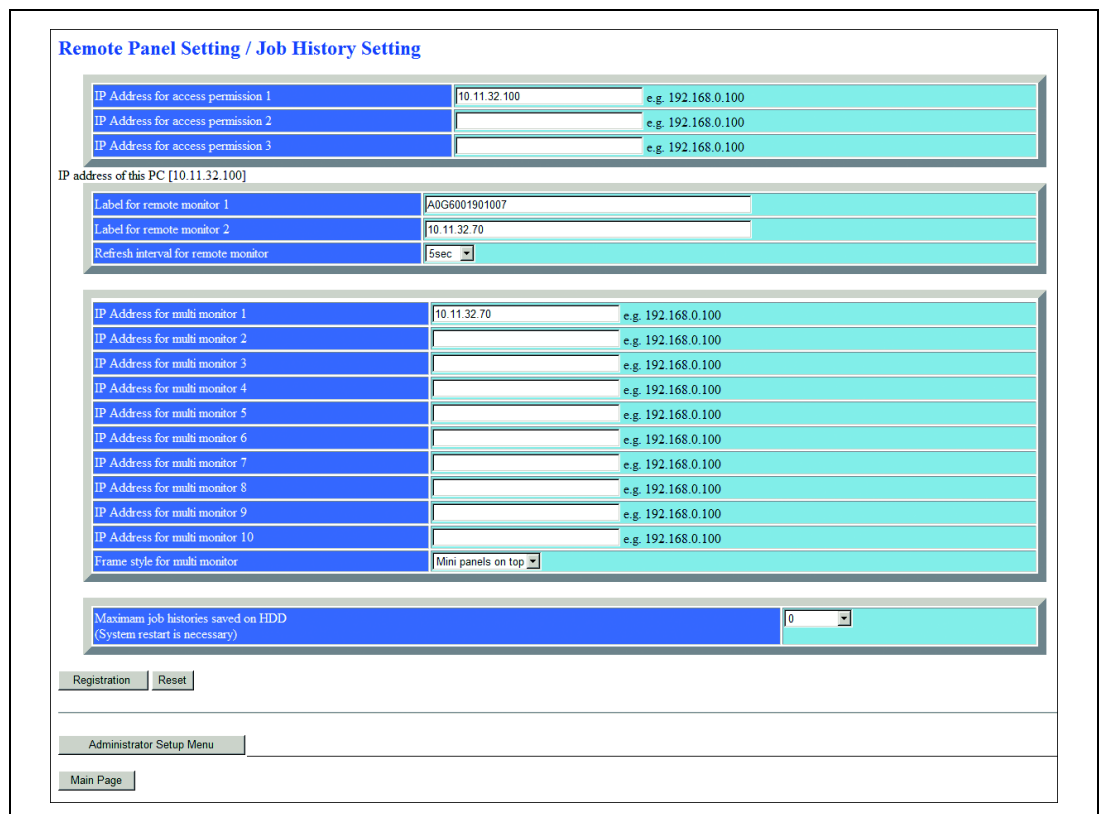 Remote Panel Setting / Job History Setting
IP Address for access permission 1 10.11.32.100 e.g. 192.168.0.100
IP Address for access permission 2 e.g. 192.168.0.100
IP Address for access permission 3 e.g. 192.168.0.100
IP address of this PC [10.11.32.100]
Label for remote monitor 1 A0G6001901007
Label for remote monitor 2 10.11.32.70
Refresh interval for remote monitor 5sec
IP Address for multi monitor 1 10.11.32.70 e.g. 192.168.0.100
IP Address for multi monitor 2 e.g. 192.168.0.100
IP Address for multi monitor 3 e.g. 192.168.0.100
IP Address for multi monitor 4 e.g. 192.168.0.100
IP Address for multi monitor 5 e.g. 192.168.0.100
IP Address for multi monitor 6 e.g. 192.168.0.100
IP Address for multi monitor 7 e.g. 192.168.0.100
IP Address for multi monitor 8 e.g. 192.168.0.100
IP Address for multi monitor 9 e.g. 192.168.0.100
IP Address for multi monitor 10 e.g. 192.168.0.100
Frame style for multi monitor Mini panels on top
Maximam job histories saved on HDD 0
(System restart is necessary)
Registration Reset
Administrator Setup Menu
Main Page